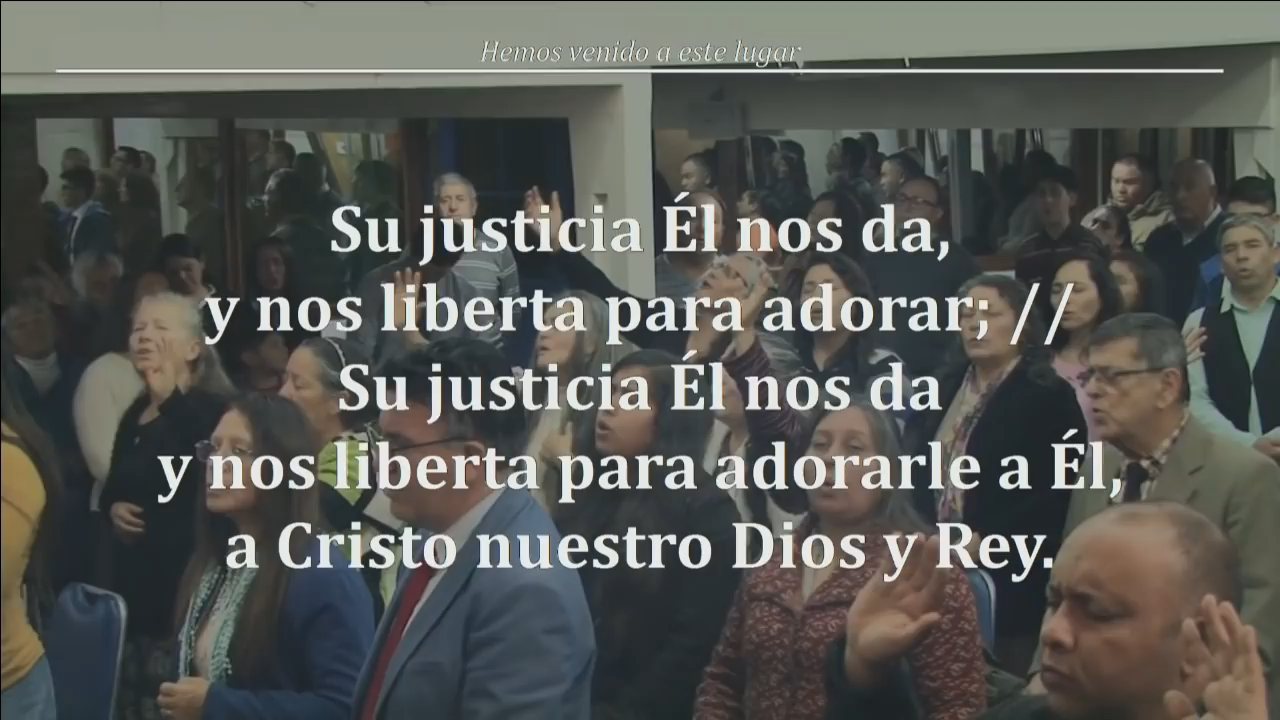 Hemos venido a este lugar
Su justicia Él nos da,
y nos liberta para adorar; //
Su justicia Él nos da
y nos liberta para adorarle a Él,
a Cristo nuestro Dios y Rey.